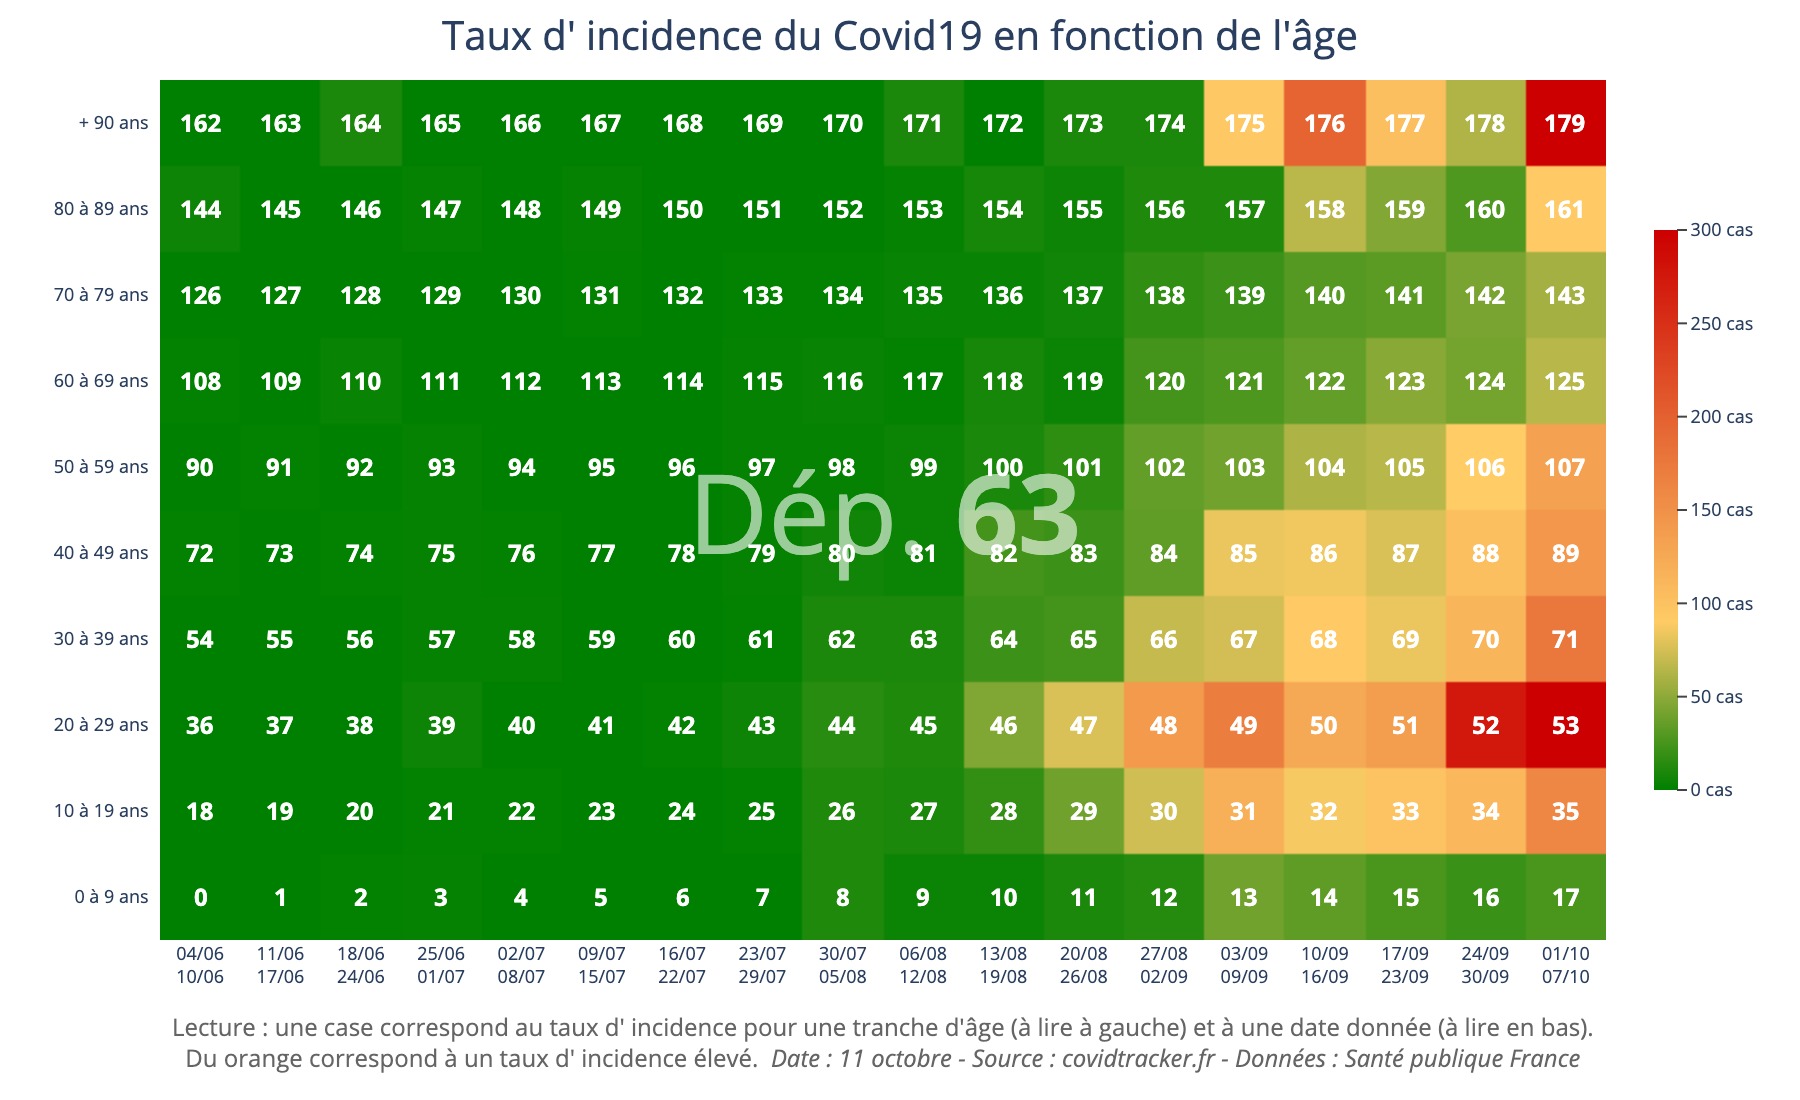 Taux d' incidence du Covid19 en fonction de l'âge
+ 90 ans 162 163 164 165 166 167 168 169 170 171 172 173 174 175 176 177 178 179
80 à 89 ans 144 145 146 147 148 149 150 151 152 153 154 155 156 157 158 159 160 161
70 à 79 ans 126 127 128 129 130 131 132 133 134 135 136 137 138 139 140 141 142 143
60 à 69 ans 108 109 110 111 112 113 114 115 116 117 118 119 120 121 122 123 124 125
50 à 59 ans 90 91 92 93 94 95 96 97 98 99 100 101 102 103 104 105 106 107
Dép. 63
40 à 49 ans 72 73 74 75 76 77 78 79 80 81 82 83 84 85 86 87 88 89
30 à 39 ans 54 55 56 57 58 59 60 61 62 63 64 65 66 67 68 69 70 71
20 à 29 ans 36 37 38 39 40 41 42 43 44 45 46 47 48 49 50 51 52 53
10 à 19 ans 18 19 20 21 22 23 24 25 26 27 28 29 30 31 32 33 34 35
0 à 9 ans 0 1 2 3 4 5 6 7 8 9 10 11 12 13 14 15 16 17
04/06 11/06 18/06 25/06 02/07 09/07 16/07 23/07 30/07 06/08 13/08 20/08 27/08 03/09 10/09 17/09 24/09 01/10
10/06 17/06 24/06 01/07 08/07 15/07 22/07 29/07 05/08 12/08 19/08 26/08 02/09 09/09 16/09 23/09 30/09 07/10
300 cas
250 cas
200 cas
150 cas
100 cas
50 cas
0 cas
Lecture : une case correspond au taux d' incidence pour une tranche d'âge (à lire à gauche) et à une date donnée (à lire en bas).
Du orange correspond à un taux d' incidence élevé. Date : 11 octobre - Source : covidtracker.fr - Données : Santé publique France